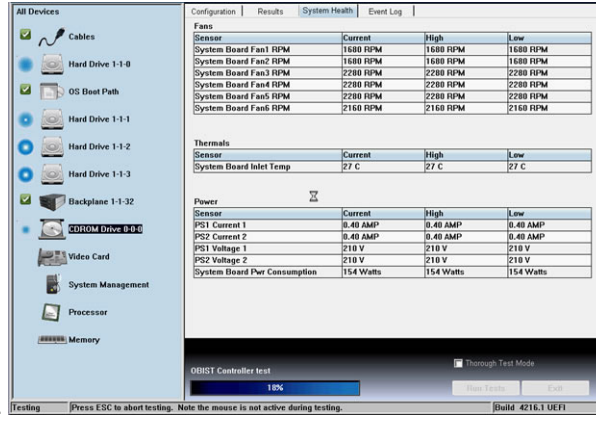 All Devices
Cables
Hard Drive 1-1-0
OS Boot Path
Hard Drive 1-1-1
Hard Drive 1-1-2
Hard Drive 1-1-3
Backplane 1-1-32
CDROM Drive 0-0-0
Video Card
System Management
Processor
Memory
Configuration Results System Health Event Log
Fans
Sensor Current High Low
System Board Fan1 RPM 1680 RPM 1680 RPM 1680 RPM
System Board Fan2 RPM 1680 RPM 1680 RPM 1680 RPM
System Board Fan3 RPM 2280 RPM 2280 RPM 2280 RPM
System Board Fan4 RPM 2280 RPM 2280 RPM 2280 RPM
System Board Fan5 RPM 2280 RPM 2280 RPM 2280 RPM
System Board Fan6 RPM 2160 RPM 2160 RPM 2160 RPM
Thermals
Sensor Current High Low
System Board Inlet Temp 27 C 27 C 27 C
Power
Sensor Current High Low
PS1 Current 1 0.40 AMP 0.40 AMP 0.40 AMP
PS2 Current 2 0.40 AMP 0.40 AMP 0.40 AMP
PS1 Voltage 1 210 V 210 V 210 V
PS2 Voltage 2 210 V 210 V 210 V
System Board Pwr Consumption 154 Watts 154 Watts 154 Watts
Thorough Test Mode
OBIST Controller test
18%
Run Tests Exit
Testing Press ESC to abort testing. Note the mouse is not active during testing. Build 4216.1 UEFI